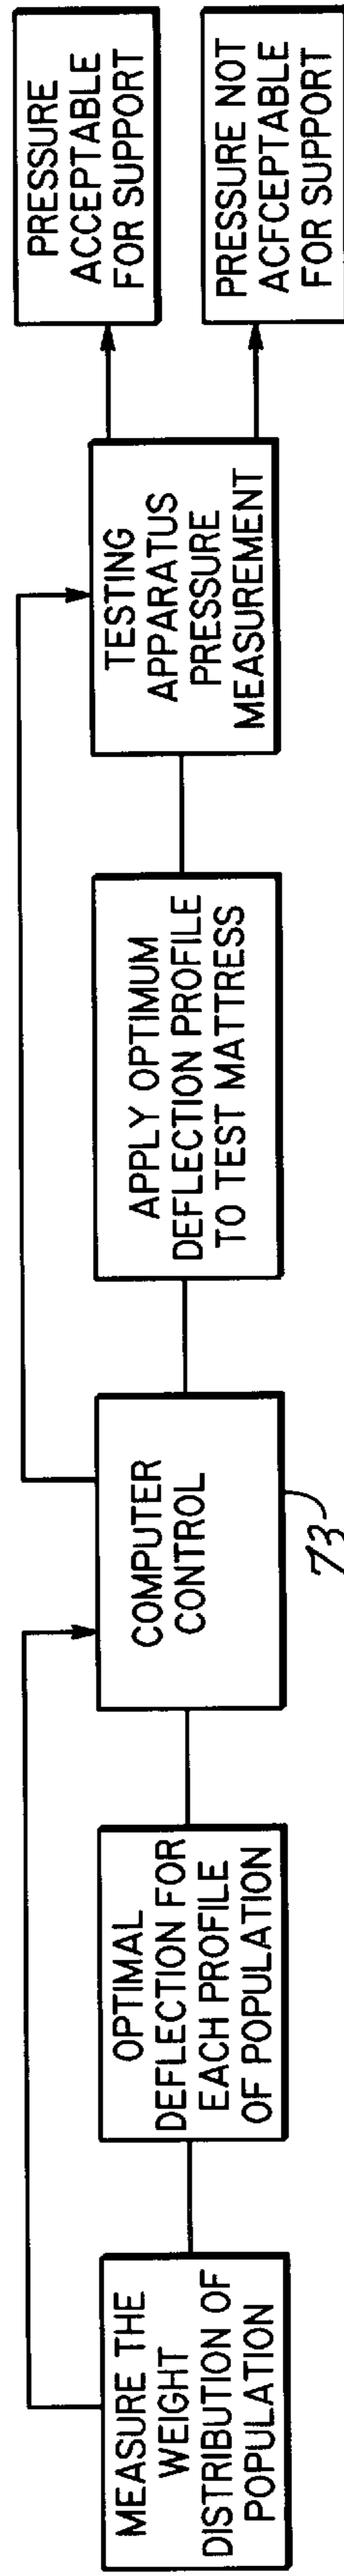 MEASURE THE
WEIGHT
DISTRIBUTION OF
POPULATION
OPTIMAL
DEFLECTION FOR
EACH PROFILE
OF POPULATION
COMPUTER
CONTROL
73
APPLY OPTIMUM
DEFLECTION PROFILE
TO TEST MATTRESS
TESTING
APPARATUS
PRESSURE
MEASUREMENT
PRESSURE
ACCEPTABLE
FOR SUPPORT
PRESSURE NOT
ACFCEPTABLE
FOR SUPPORT